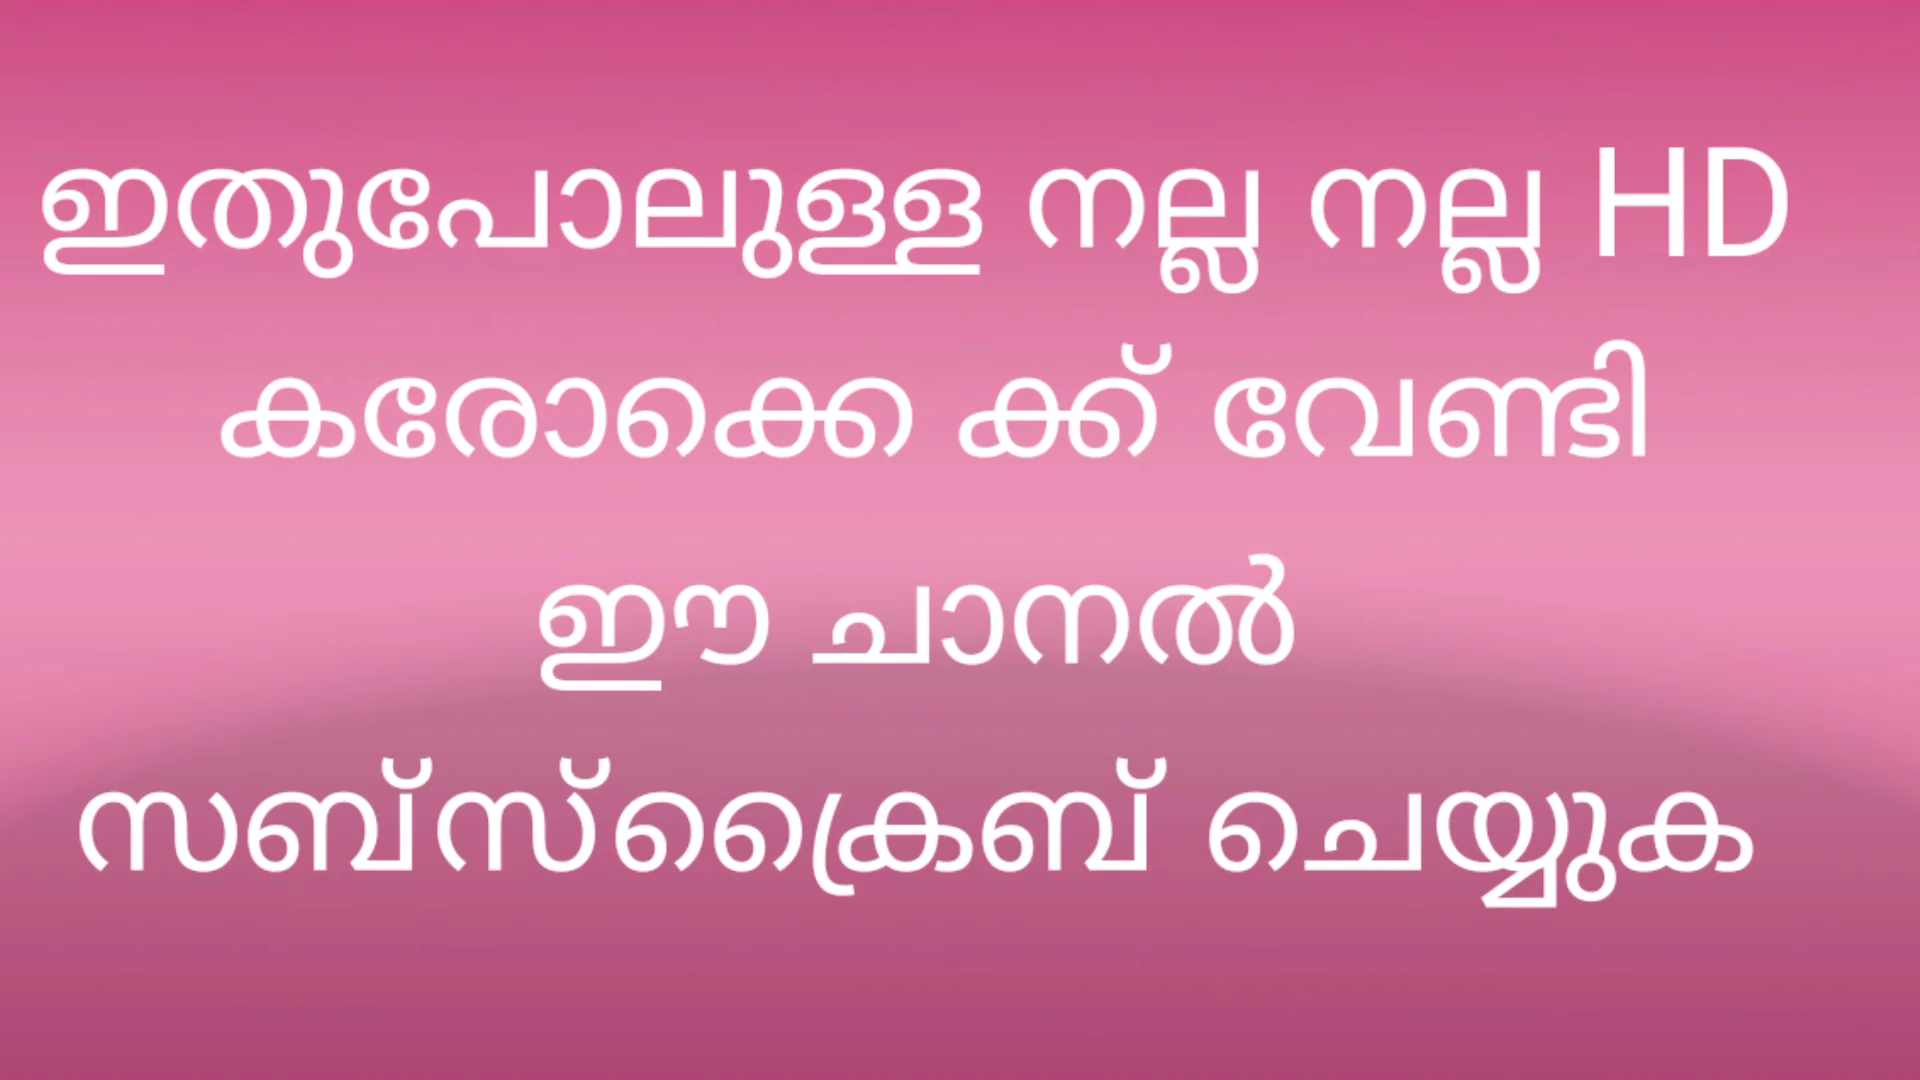 ഇതുപോലുള്ള നല്ല നല്ല HD
കരോക്കെ ക്ക് വേണ്ടി
ഈ ചാനൽ
സബ്സ്ക്രൈബ് ചെയ്യുക